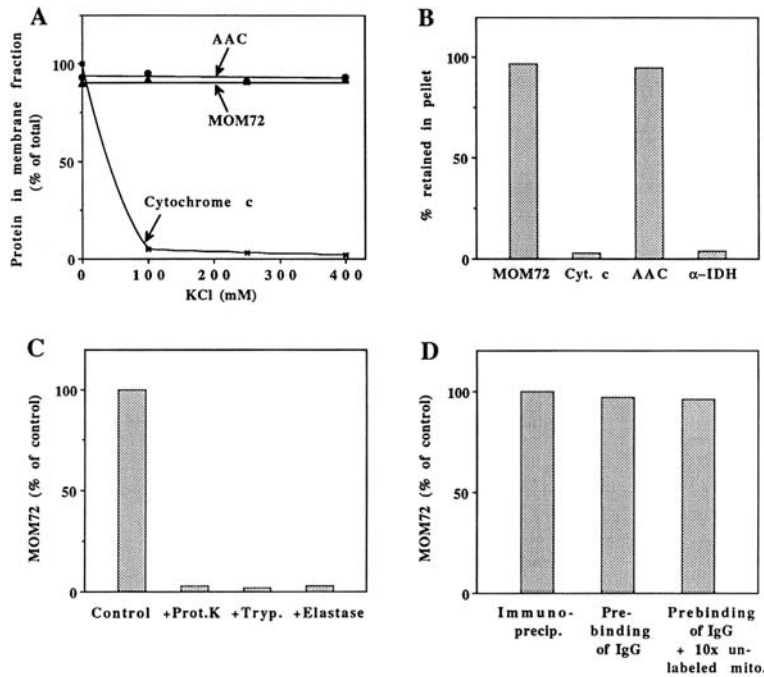 A
AAC
100
MOM72
Protein in membrane fraction
(% of total)
50
Cytochrome c
0
0 100 200 300 400
KCl (mM)
B
100
% retained in pellet
50
0
MOM72 Cyt. c AAC α–IDH
C
100
MOM72 (% of control)
50
0
Control +Prot.K +Tryp. +Elastase
D
100
MOM72 (% of control)
50
0
Immuno-
precip.
Pre-
binding
of IgG
Prebinding
of IgG
+ 10x un-
labeled mito.